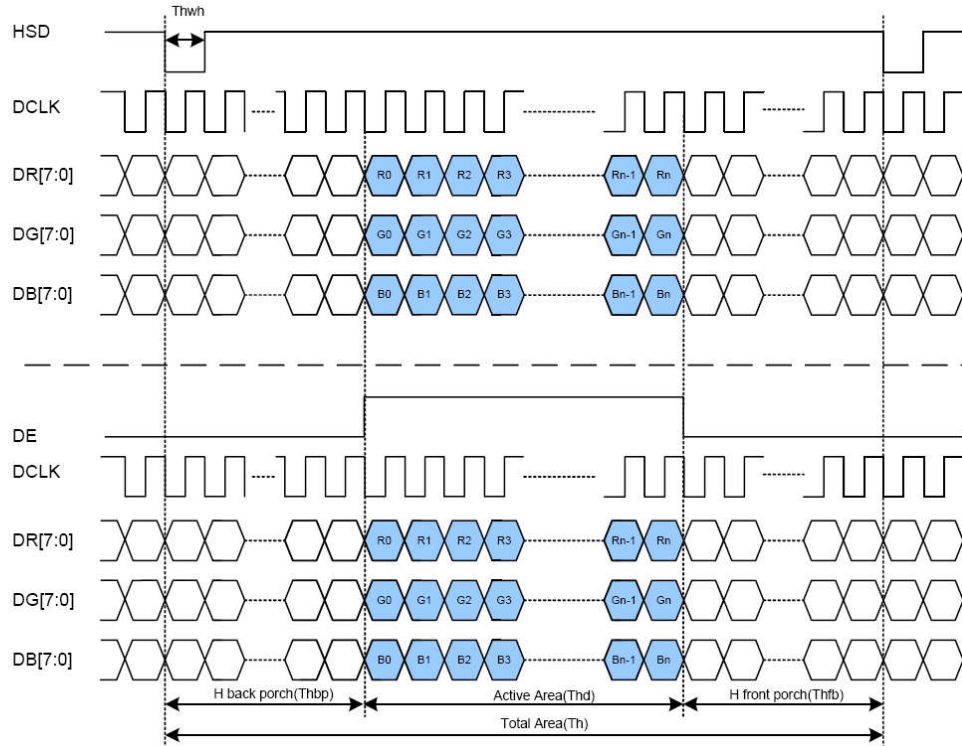 Thwh
HSD
DCLK
DR[7:0] R0 R1 R2 R3 Rn-1 Rn
DG[7:0] G0 G1 G2 G3 Gn-1 Gn
DB[7:0] B0 B1 B2 B3 Bn-1 Bn
DE
DCLK
DR[7:0] R0 R1 R2 R3 Rn-1 Rn
DG[7:0] G0 G1 G2 G3 Gn-1 Gn
DB[7:0] B0 B1 B2 B3 Bn-1 Bn
H back porch(Thbp) Active Area(Thd) H front porch(Thfb)
Total Area(Th)